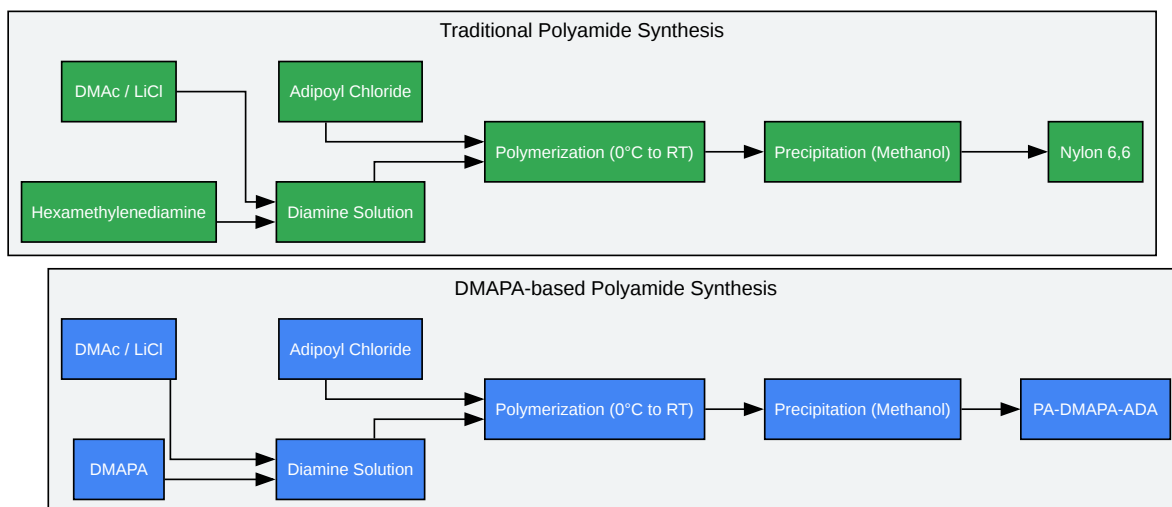 Traditional Polyamide Synthesis
DMAc / LiCl
Adipoyl Chloride
Polymerization (0°C to RT)
Precipitation (Methanol)
Nylon 6,6
Hexamethylenediamine
Diamine Solution
DMAPA-based Polyamide Synthesis
DMAc / LiCl
Adipoyl Chloride
Polymerization (0°C to RT)
Precipitation (Methanol)
PA-DMAPA-ADA
DMAPA
Diamine Solution